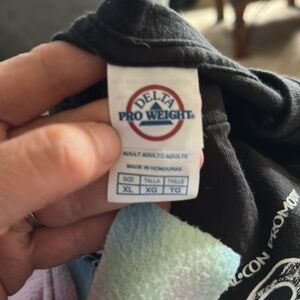 DELTA
PRO WEIGHT®
ADULT ADULTO ADULTE
MADE IN HONDURAS
SIZE TALLA TAILLE
XL XG TG